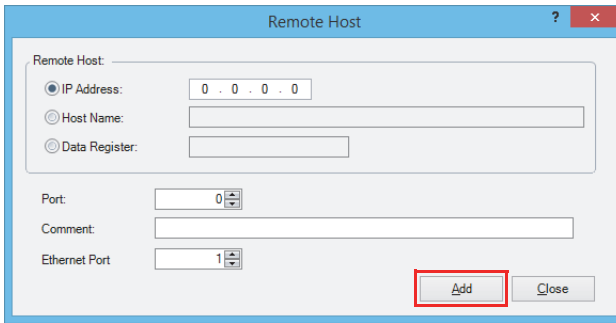 Remote Host
?
Remote Host:
IP Address: 0 . 0 . 0 . 0
Host Name:
Data Register:
Port: 0
Comment:
Ethernet Port 1
Add Close